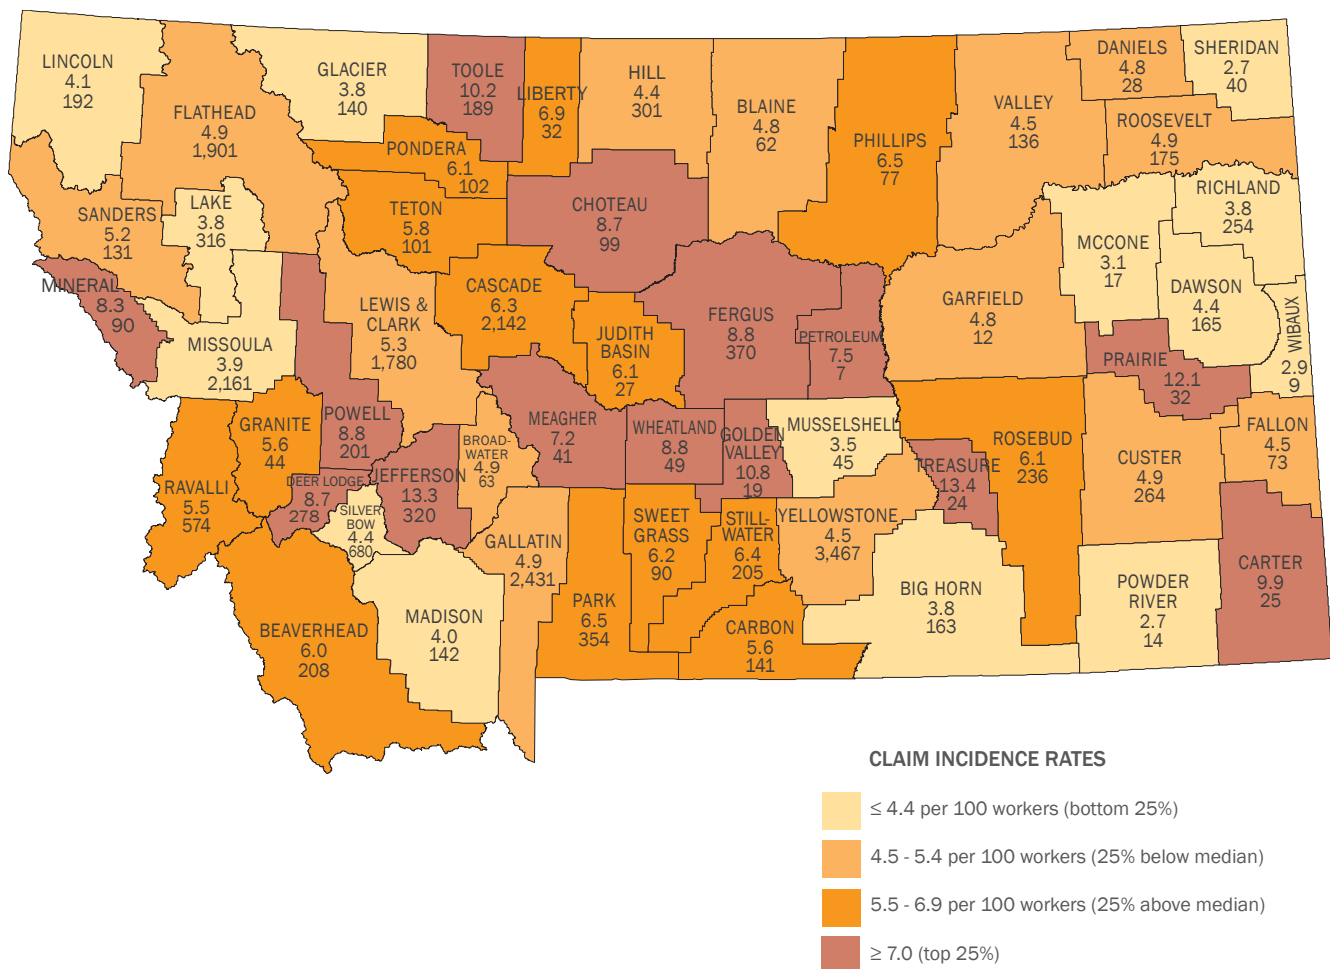 LINCOLN
4.1
192
FLATHEAD
4.9
1,901
GLACIER
3.8
140
TOOLE
10.2
189
LIBERTY
6.9
32
HILL
4.4
301
BLAINE
4.8
62
PHILLIPS
6.5
77
VALLEY
4.5
136
DANIELS
4.8
28
SHERIDAN
2.7
40
ROOSEVELT
4.9
175
PONDERA
6.1
102
TETON
5.8
101
CHOTEAU
8.7
99
SANDERS
5.2
131
LAKE
3.8
316
RICHLAND
3.8
254
MCCONE
3.1
17
DAWSON
4.4
165
WIBAUX
2.9
9
MINERAL
8.3
90
MISSOULA
3.9
2,161
LEWIS &
CLARK
5.3
1,780
CASCADE
6.3
2,142
JUDITH
BASIN
6.1
27
FERGUS
8.8
370
PETROLEUM
7.5
7
GARFIELD
4.8
12
PRAIRIE
12.1
32
RAVALLI
5.5
574
GRANITE
5.6
44
POWELL
8.8
201
DEER LODGE
8.7
278
SILVER
BOW
4.4
680
JEFFERSON
13.3
320
BROAD-
WATER
4.9
63
MEAGHER
7.2
41
WHEATLAND
8.8
49
GOLDEN
VALLEY
10.8
19
MUSSELSHELL
3.5
45
TREASURE
13.4
24
ROSEBUD
6.1
236
CUSTER
4.9
264
FALLON
4.5
73
BEAVERHEAD
6.0
208
MADISON
4.0
142
GALLATIN
4.9
2,431
PARK
6.5
354
SWEET
GRASS
6.2
90
STILL-
WATER
6.4
205
YELLOWSTONE
4.5
3,467
CARBON
5.6
141
BIG HORN
3.8
163
POWDER
RIVER
2.7
14
CARTER
9.9
25
CLAIM INCIDENCE RATES
≤ 4.4 per 100 workers (bottom 25%)
4.5 - 5.4 per 100 workers (25% below median)
5.5 - 6.9 per 100 workers (25% above median)
≥ 7.0 (top 25%)